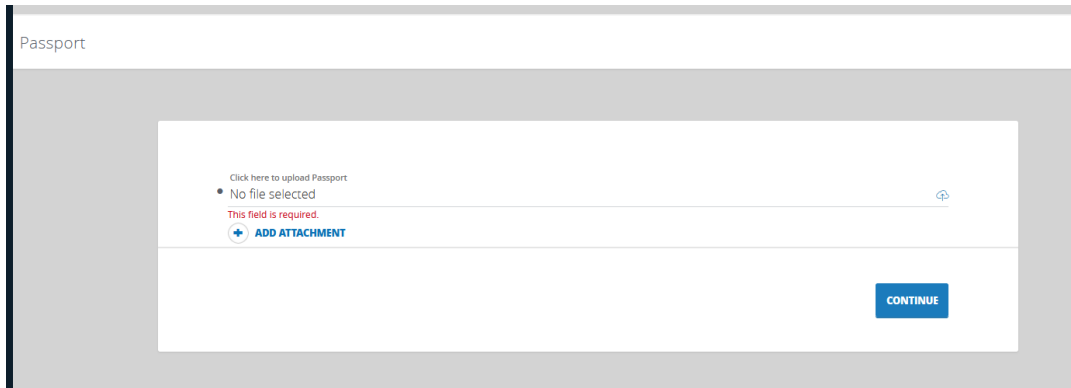 Passport
Click here to upload Passport
No file selected
This field is required.
ADD ATTACHMENT
CONTINUE